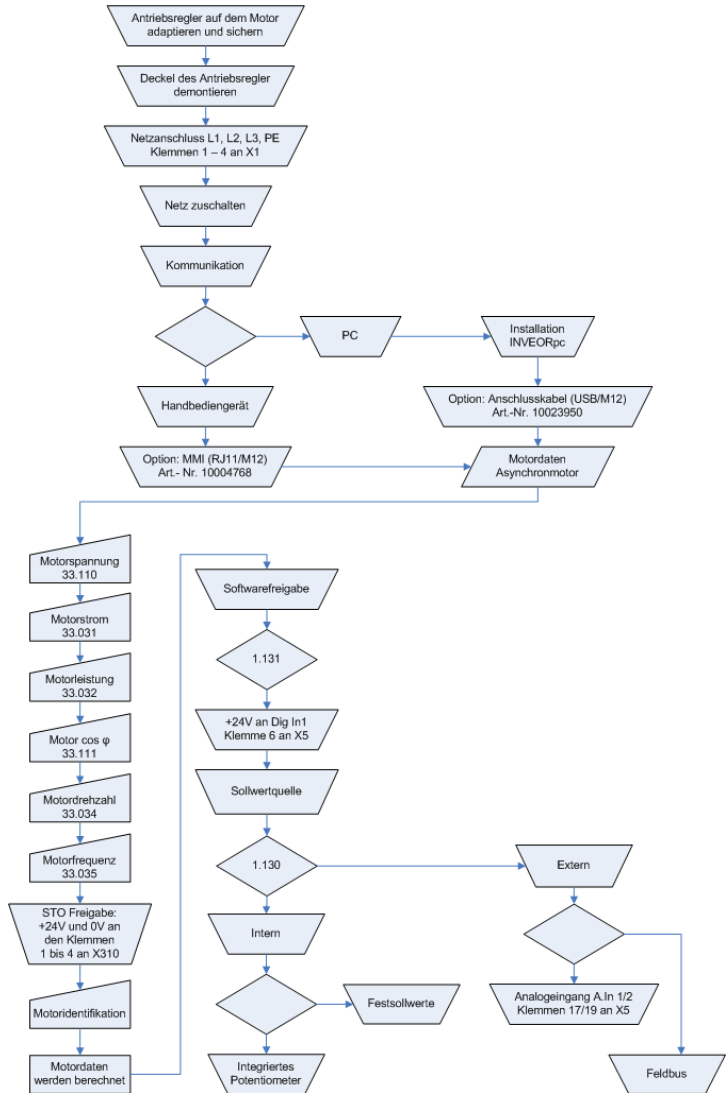 Antriebsregler auf dem Motor
adaptieren und sichern
Deckel des Antriebsregler
demontieren
Netzanschluss L1, L2, L3, PE
Klemmen 1 – 4 an X1
Netz zuschalten
Kommunikation
PC
Installation
INVEORpc
Handbediengerät
Option: Anschlusskabel (USB/M12)
Art.-Nr. 10023950
Option: MMI (RJ11/M12)
Art.- Nr. 10004768
Motordaten
Asynchronmotor
Motorspannung
33.110
Motorstrom
33.031
Motorleistung
33.032
Motor cos φ
33.111
Motordrehzahl
33.034
Motorfrequenz
33.035
STO Freigabe:
+24V und 0V an
den Klemmen
1 bis 4 an X310
Motoridentifikation
Motordaten
werden berechnet
Softwarefreigabe
1.131
+24V an Dig In1
Klemme 6 an X5
Sollwertquelle
1.130
Extern
Intern
Festsollwerte
Analogeingang A.In 1/2
Klemmen 17/19 an X5
Integriertes
Potentiometer
Feldbus